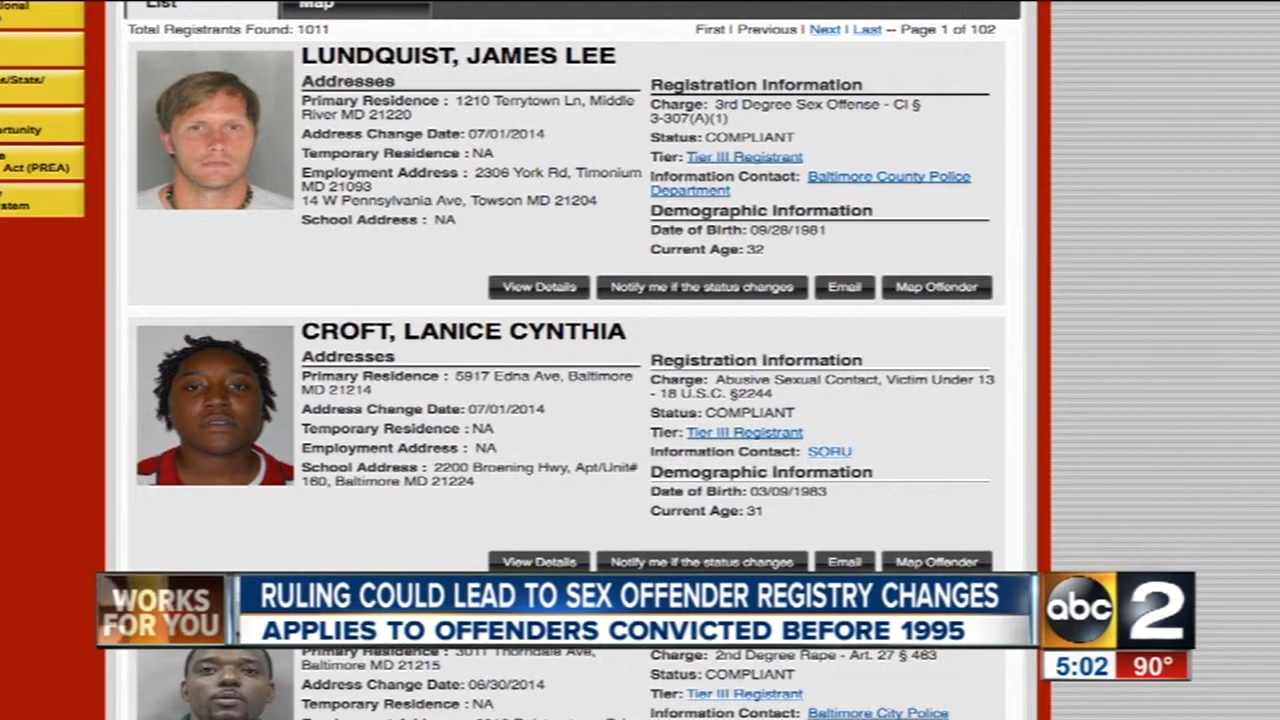 List
Map
Total Registrants Found: 1011
First | Previous | Next | Last -- Page 1 of 102
s/Stats/
ortunity
Act (PREA)
stem
LUNDQUIST, JAMES LEE
Addresses
Primary Residence : 1210 Terrytown Ln, Middle
River MD 21220
Address Change Date: 07/01/2014
Temporary Residence : NA
Employment Address : 2306 York Rd, Timonium
MD 21093
14 W Pennsylvania Ave, Towson MD 21204
School Address : NA
Registration Information
Charge: 3rd Degree Sex Offense - Cl §
3-307(A)(1)
Status: COMPLIANT
Tier: Tier III Registrant
Information Contact: Baltimore County Police
Department
Demographic Information
Date of Birth: 09/28/1981
Current Age: 32
View Details
Notify me if the status changes
Email
Map Offender
CROFT, LANICE CYNTHIA
Addresses
Primary Residence : 5917 Edna Ave, Baltimore
MD 21214
Address Change Date: 07/01/2014
Temporary Residence : NA
Employment Address : NA
School Address : 2200 Broening Hwy, Apt/Unit#
160, Baltimore MD 21224
Registration Information
Charge: Abusive Sexual Contact, Victim Under 13
- 18 U.S.C. §2244
Status: COMPLIANT
Tier: Tier III Registrant
Information Contact: SORU
Demographic Information
Date of Birth: 03/09/1983
Current Age: 31
View Details
Notify me if the status changes
Email
Map Offender
WORKS
FOR YOU
RULING COULD LEAD TO SEX OFFENDER REGISTRY CHANGES
APPLIES TO OFFENDERS CONVICTED BEFORE 1995
abc 2
5:02 90°
Primary Residence : 3011 Thorndale Ave,
Baltimore MD 21215
Address Change Date: 06/30/2014
Temporary Residence : NA
Charge: 2nd Degree Rape - Art. 27 § 463
Status: COMPLIANT
Tier: Tier III Registrant
Information Contact: Baltimore City Police